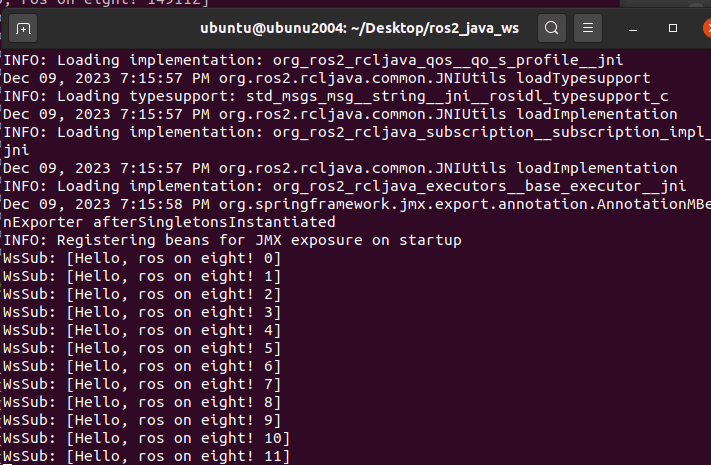 , ros on eight! 149112]
ubuntu@ubunu2004: ~/Desktop/ros2_java_ws
INFO: Loading implementation: org_ros2_rcljava_qos__qo_s_profile__jni
Dec 09, 2023 7:15:57 PM org.ros2.rcljava.common.JNIUtils loadTypesupport
INFO: Loading typesupport: std_msgs_msg__string__jni__rosidl_typesupport_c
Dec 09, 2023 7:15:57 PM org.ros2.rcljava.common.JNIUtils loadImplementation
INFO: Loading implementation: org_ros2_rcljava_subscription__subscription_impl_
jni
Dec 09, 2023 7:15:57 PM org.ros2.rcljava.common.JNIUtils loadImplementation
INFO: Loading implementation: org_ros2_rcljava_executors__base_executor__jni
Dec 09, 2023 7:15:58 PM org.springframework.jmx.export.annotation.AnnotationMBe
nExporter afterSingletonsInstantiated
INFO: Registering beans for JMX exposure on startup
WsSub: [Hello, ros on eight! 0]
WsSub: [Hello, ros on eight! 1]
WsSub: [Hello, ros on eight! 2]
WsSub: [Hello, ros on eight! 3]
WsSub: [Hello, ros on eight! 4]
WsSub: [Hello, ros on eight! 5]
WsSub: [Hello, ros on eight! 6]
WsSub: [Hello, ros on eight! 7]
WsSub: [Hello, ros on eight! 8]
WsSub: [Hello, ros on eight! 9]
WsSub: [Hello, ros on eight! 10]
WsSub: [Hello, ros on eight! 11]